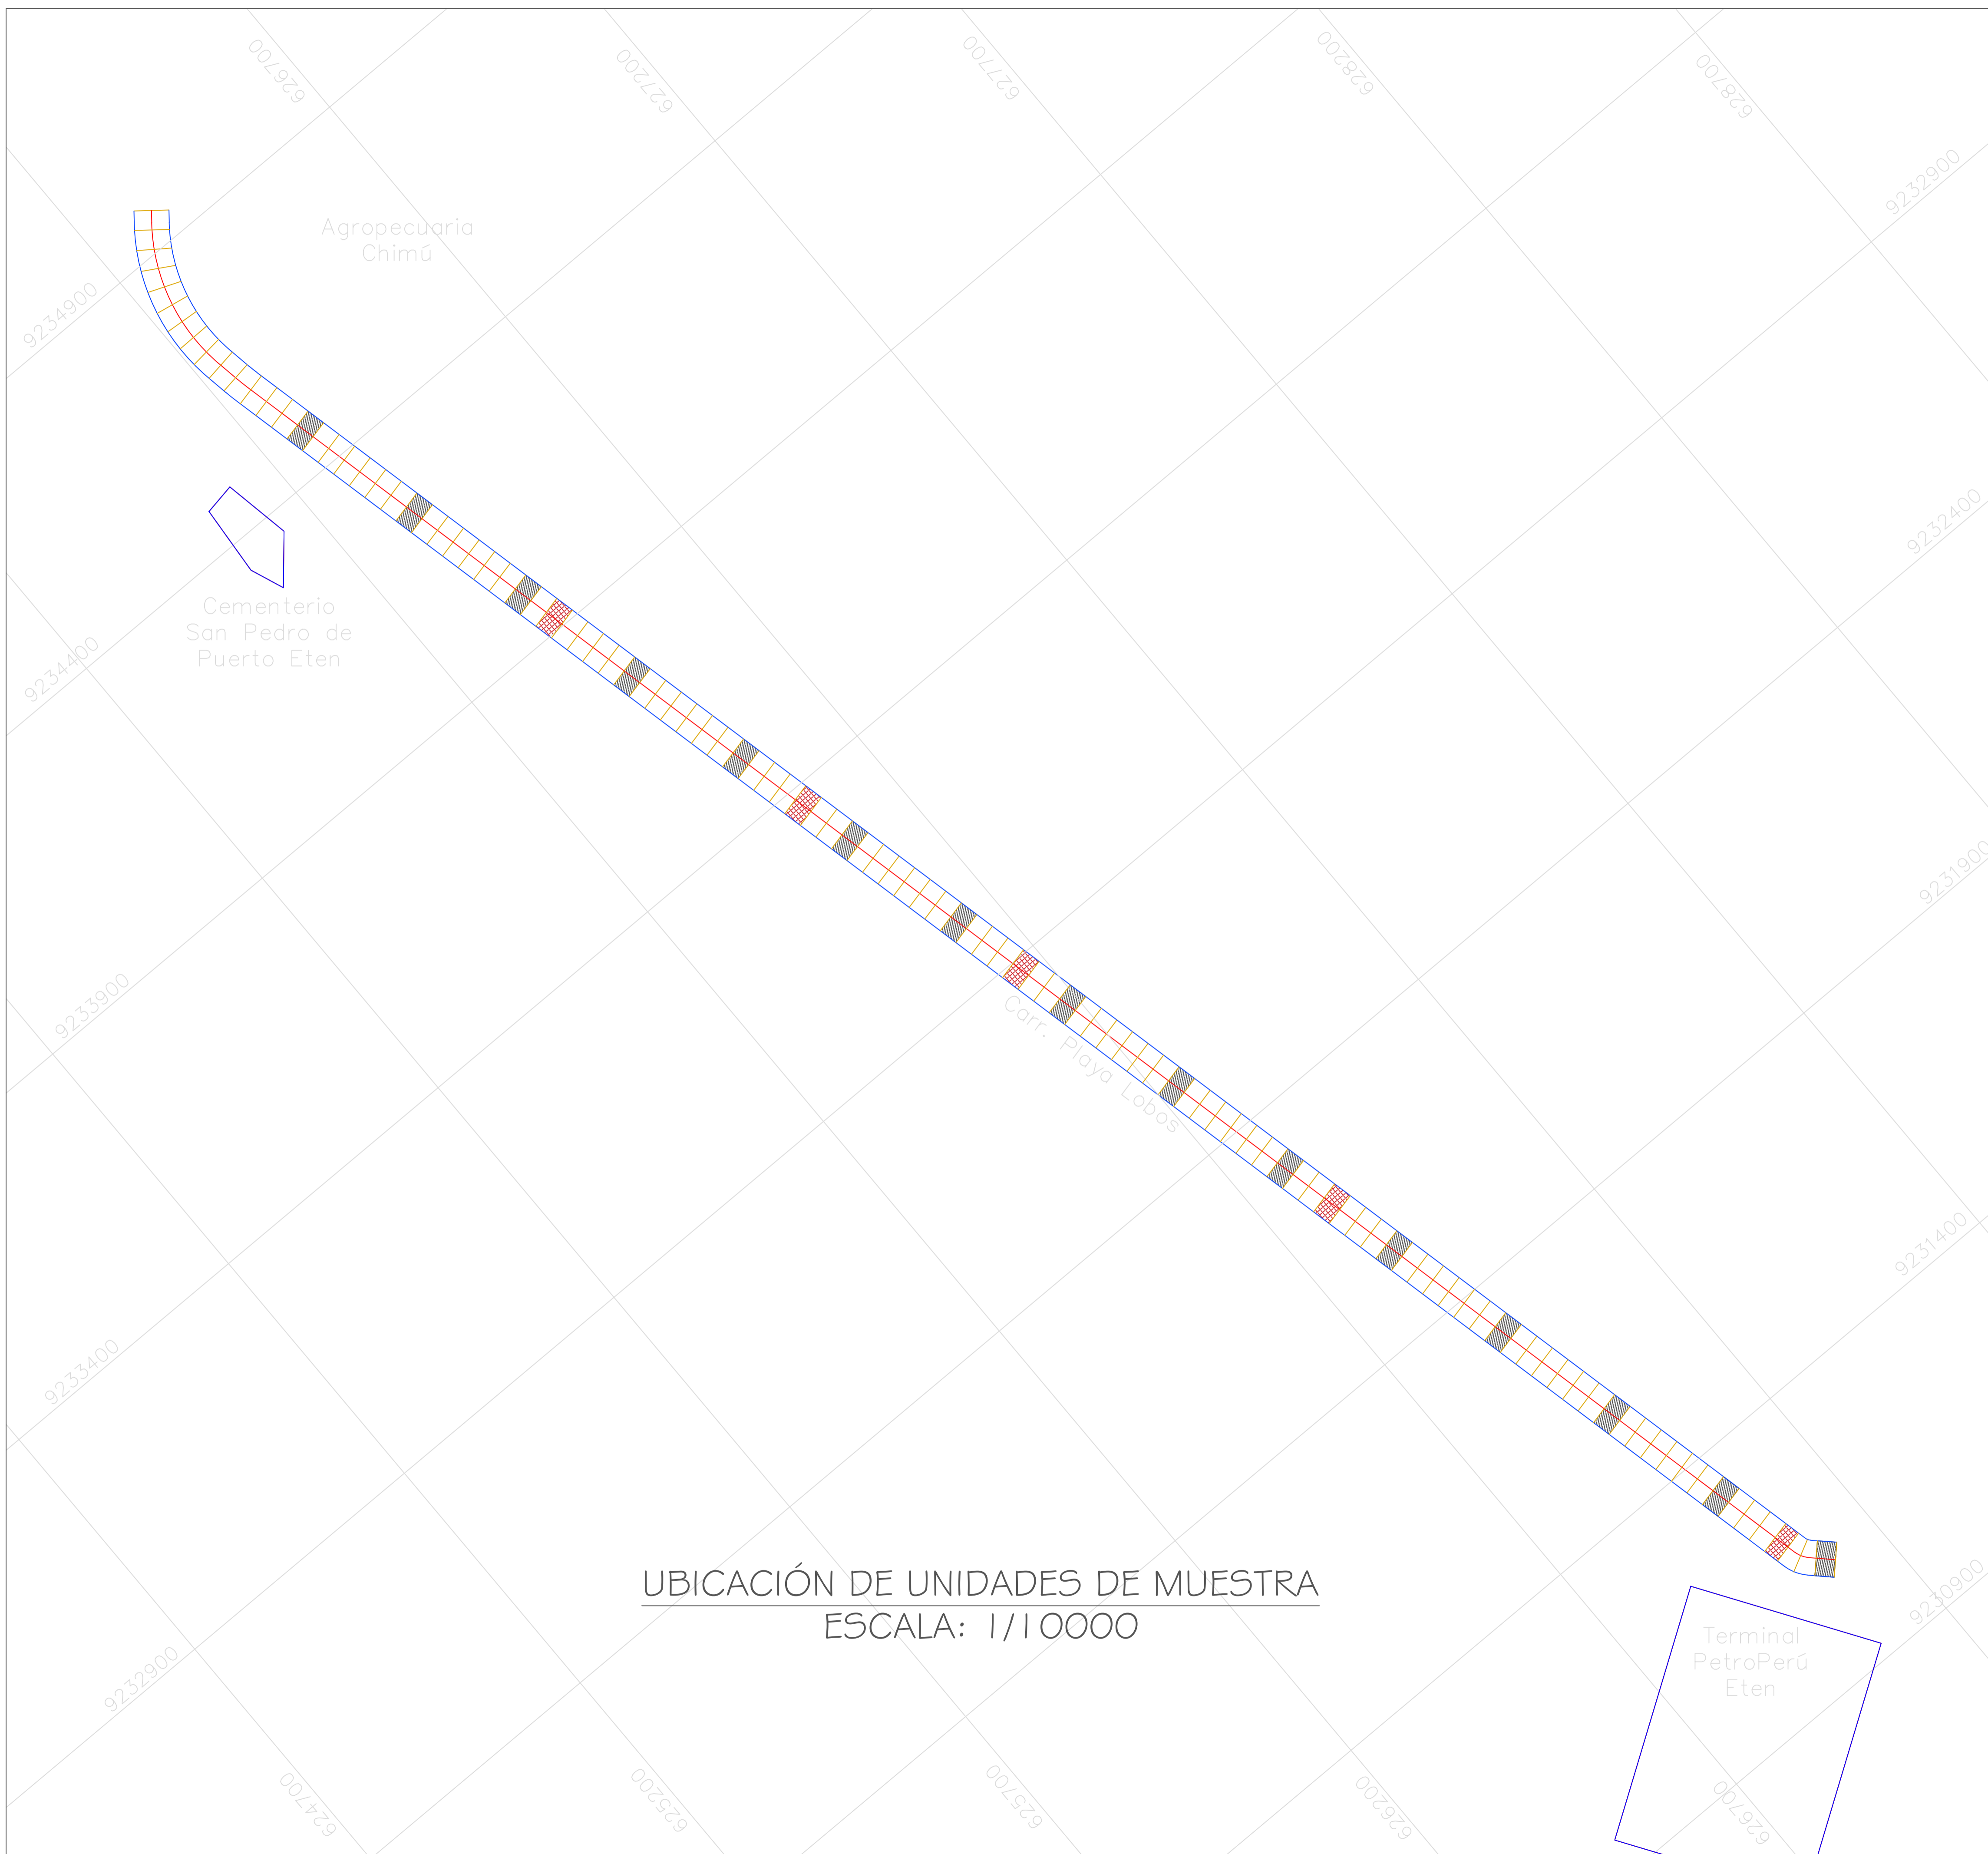 626700
627200
627700
628200
628700
9232900
Agropecuaria
Chimú
9234900
9232400
Cementerio
San Pedro de
Puerto Eten
9234400
9231900
9233900
Carr. Playa Lobos
9231400
9233400
UBICACIÓN DE UNIDADES DE MUESTRA
ESCALA: 1/10000
9230900
Terminal
PetroPerú
Eten
9232900
624700
625200
625700
626200
626700